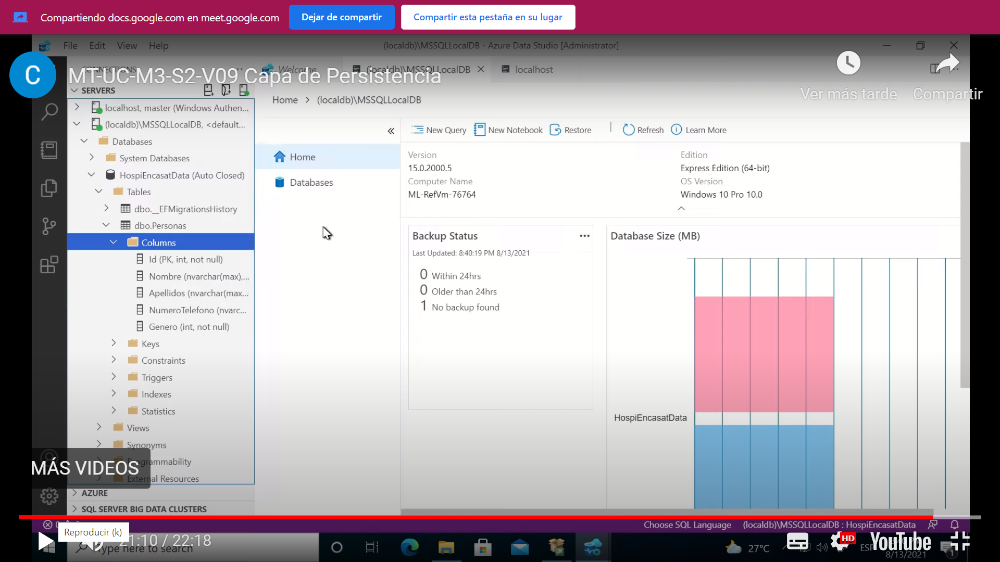 Compartiendo docs.google.com en meet.google.com
Dejar de compartir
Compartir esta pestaña en su lugar
File Edit View Help
(localdb)\MSSQLLocalDB - Azure Data Studio [Administrator]
C
MT-UC-M3-S2-V09 Capa de Persistencia
CONNECTIONS
Welcome
(localdb)\MSSQLLocalDB
localhost
Ver más tarde
Compartir
SERVERS
localhost, master (Windows Authen...
(localdb)\MSSQLLocalDB, <default...
Databases
System Databases
HospiEncasatData (Auto Closed)
Tables
dbo.__EFMigrationsHistory
dbo.Personas
Columns
Id (PK, int, not null)
Nombre (nvarchar(max),...
Apellidos (nvarchar(max...
NumeroTelefono (nvarc...
Genero (int, not null)
Keys
Constraints
Triggers
Indexes
Statistics
Views
Synonyms
Programmability
External Resources
AZURE
SQL SERVER BIG DATA CLUSTERS
MÁS VIDEOS
Home > (localdb)\MSSQLLocalDB
Home
Databases
New Query
New Notebook
Restore
Refresh
Learn More
Version
15.0.2000.5
Computer Name
ML-RefVm-76764
Edition
Express Edition (64-bit)
OS Version
Windows 10 Pro 10.0
Backup Status
Last Updated: 8:40:19 PM 8/13/2021
0 Within 24hrs
0 Older than 24hrs
1 No backup found
Database Size (MB)
HospiEncasatData
Choose SQL Language
(localdb)\MSSQLLocalDB : HospiEncasatData
Reproducir (k)
21:10 / 22:18
Type here to search
27°C
ESP
HD
YouTube
8/13/2021
1